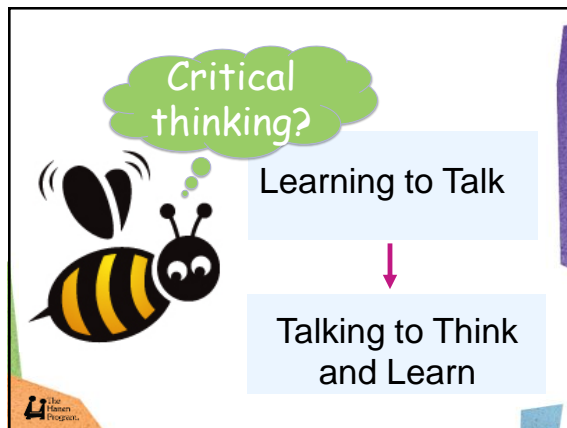 Critical
thinking?
Learning to Talk
Talking to Think
and Learn
The
Hanen
Program.